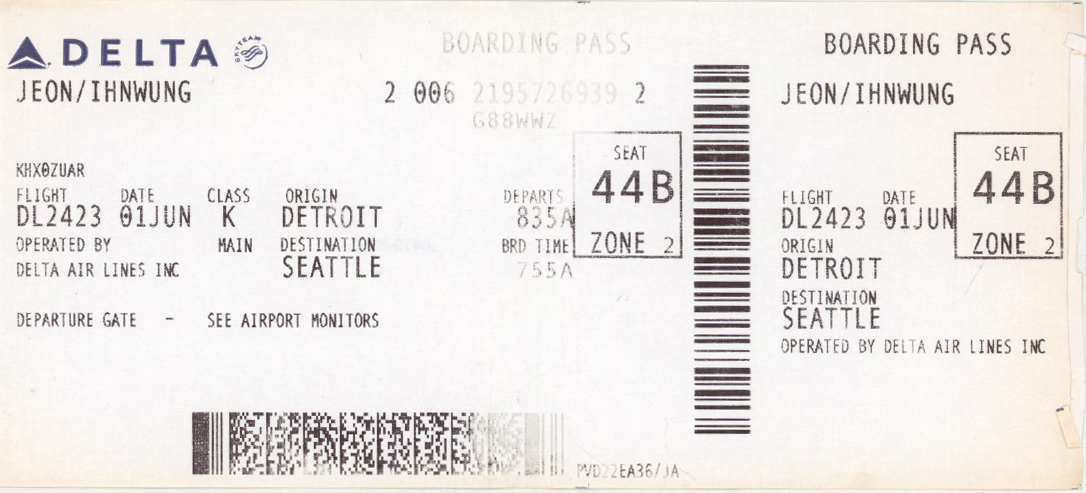 DELTA SKYTEAM
BOARDING PASS
JEON/IHNWUNG
2 006 2195726939 2
G88WWZ
KHX0ZUAR
FLIGHT DATE CLASS ORIGIN DEPARTS
DL2423 01JUN K DETROIT 835A
OPERATED BY MAIN DESTINATION BRD TIME
DELTA AIR LINES INC SEATTLE 755A
SEAT
44B
ZONE 2
DEPARTURE GATE - SEE AIRPORT MONITORS
PVD22EA36/JA
BOARDING PASS
JEON/IHNWUNG
SEAT
44B
ZONE 2
FLIGHT DATE
DL2423 01JUN
ORIGIN
DETROIT
DESTINATION
SEATTLE
OPERATED BY DELTA AIR LINES INC